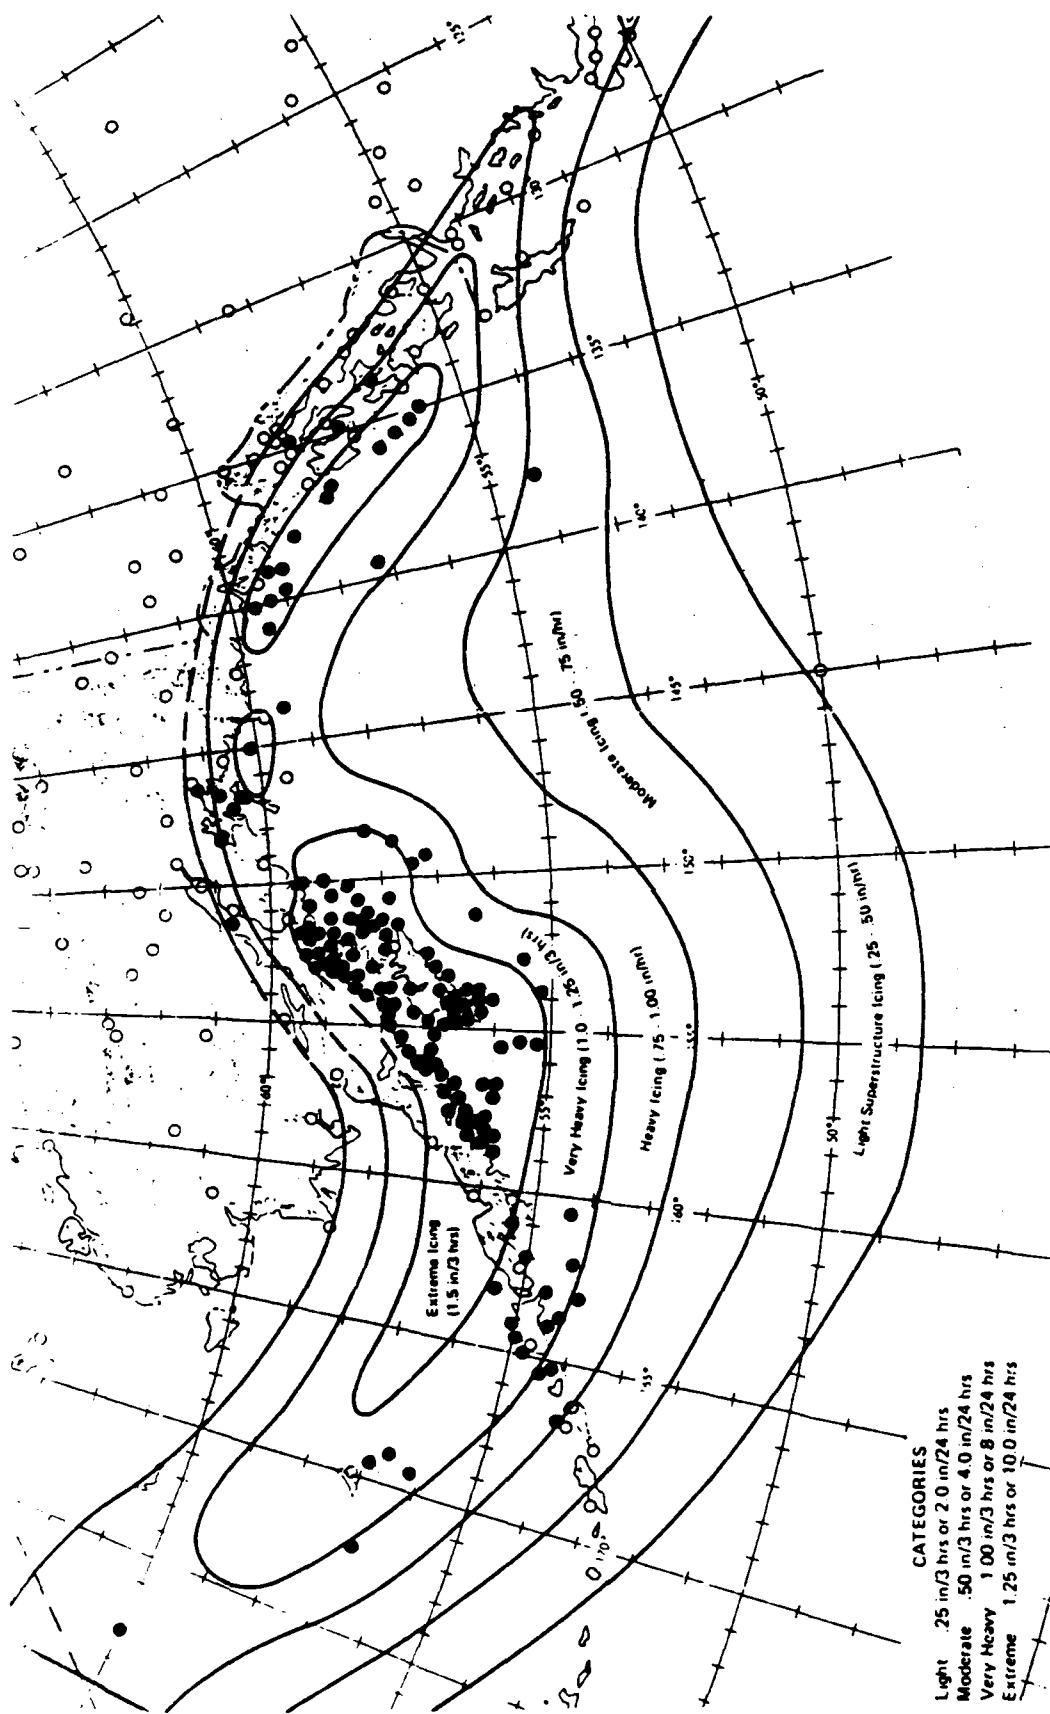 125°
130°
135°
140°
145°
150°
160°
170°
50°
55°
60°
55°
50°
Moderate Icing (.50 - .75 in/hr)
Very Heavy Icing (1.0 - 1.25 in/3 hrs)
Heavy Icing (.75 - 1.00 in/hr)
Light Superstructure Icing (.25 - .50 in/hr)
Extreme Icing
(1.5 in/3 hrs)
CATEGORIES
Light .25 in/3 hrs or 2.0 in/24 hrs
Moderate .50 in/3 hrs or 4.0 in/24 hrs
Very Heavy 1 00 in/3 hrs or 8 in/24 hrs
Extreme 1.25 in/3 hrs or 10.0 in/24 hrs